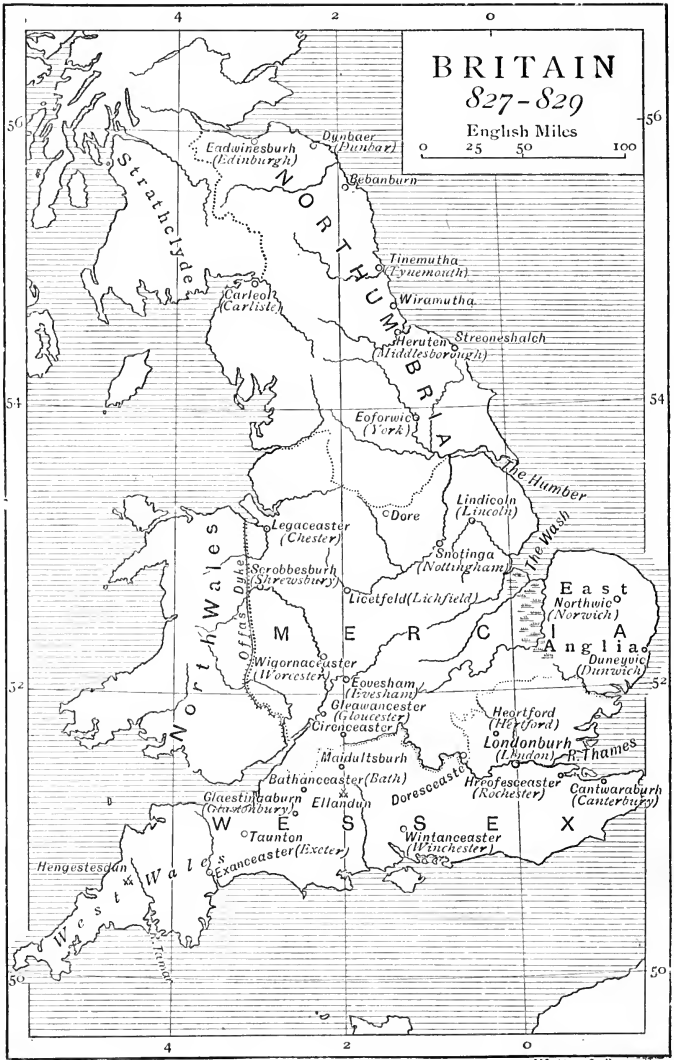 4 2 0
BRITAIN
827-829
English Miles
0 25 50 100
56 56
Dynbaer
(Dunbar)
Eadwinesburh
(Edinburgh)
Bebanburh
Strathclyde
NORTHUMBRIA
Tinemutha
(Tynemouth)
Carleol
(Carlisle)
Wiramutha
Heruten
(Middlesborough)
Streoneshalch
54 54
Eoforwic
(York)
The Humber
Lindicoln
(Lincoln)
Dore
Legaceaster
(Chester)
Snotinga
(Nottingham)
The Wash
North Wales
Offas Dyke
Scrobbesburh
(Shrewsbury)
Licetfeld (Lichfield)
East
Anglia
Northwic
(Norwich)
MERCIA
Duneyvic
(Dunwich)
52 52
Wigornaceaster
(Worcester)
Eovesham
(Evesham)
Gleawancester
(Gloucester)
Cirenceaster
Heortford
(Hertford)
Londonburh
(London)
R. Thames
Maidultsburh
Bathanceaster (Bath)
Doresceaste
Hroofesceaster
(Rochester)
Cantwaraburh
(Canterbury)
Glaestingaburn
(Glastonbury)
Ellandun
WESSEX
Taunton
Wintanceaster
(Winchester)
Exanceaster (Exeter)
Hengestesdun
West Wales
R. Tamar
50 50
4 2 0